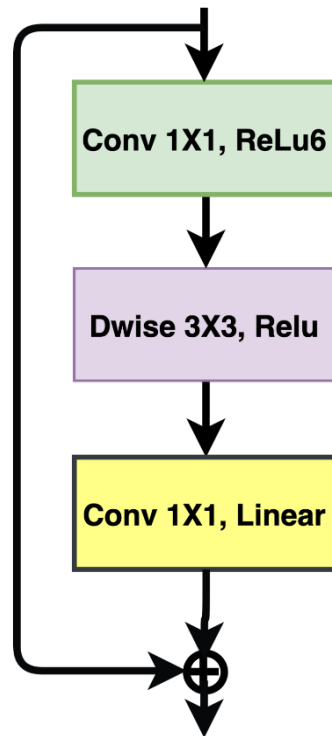 Conv 1X1, ReLu6
Dwise 3X3, Relu
Conv 1X1, Linear